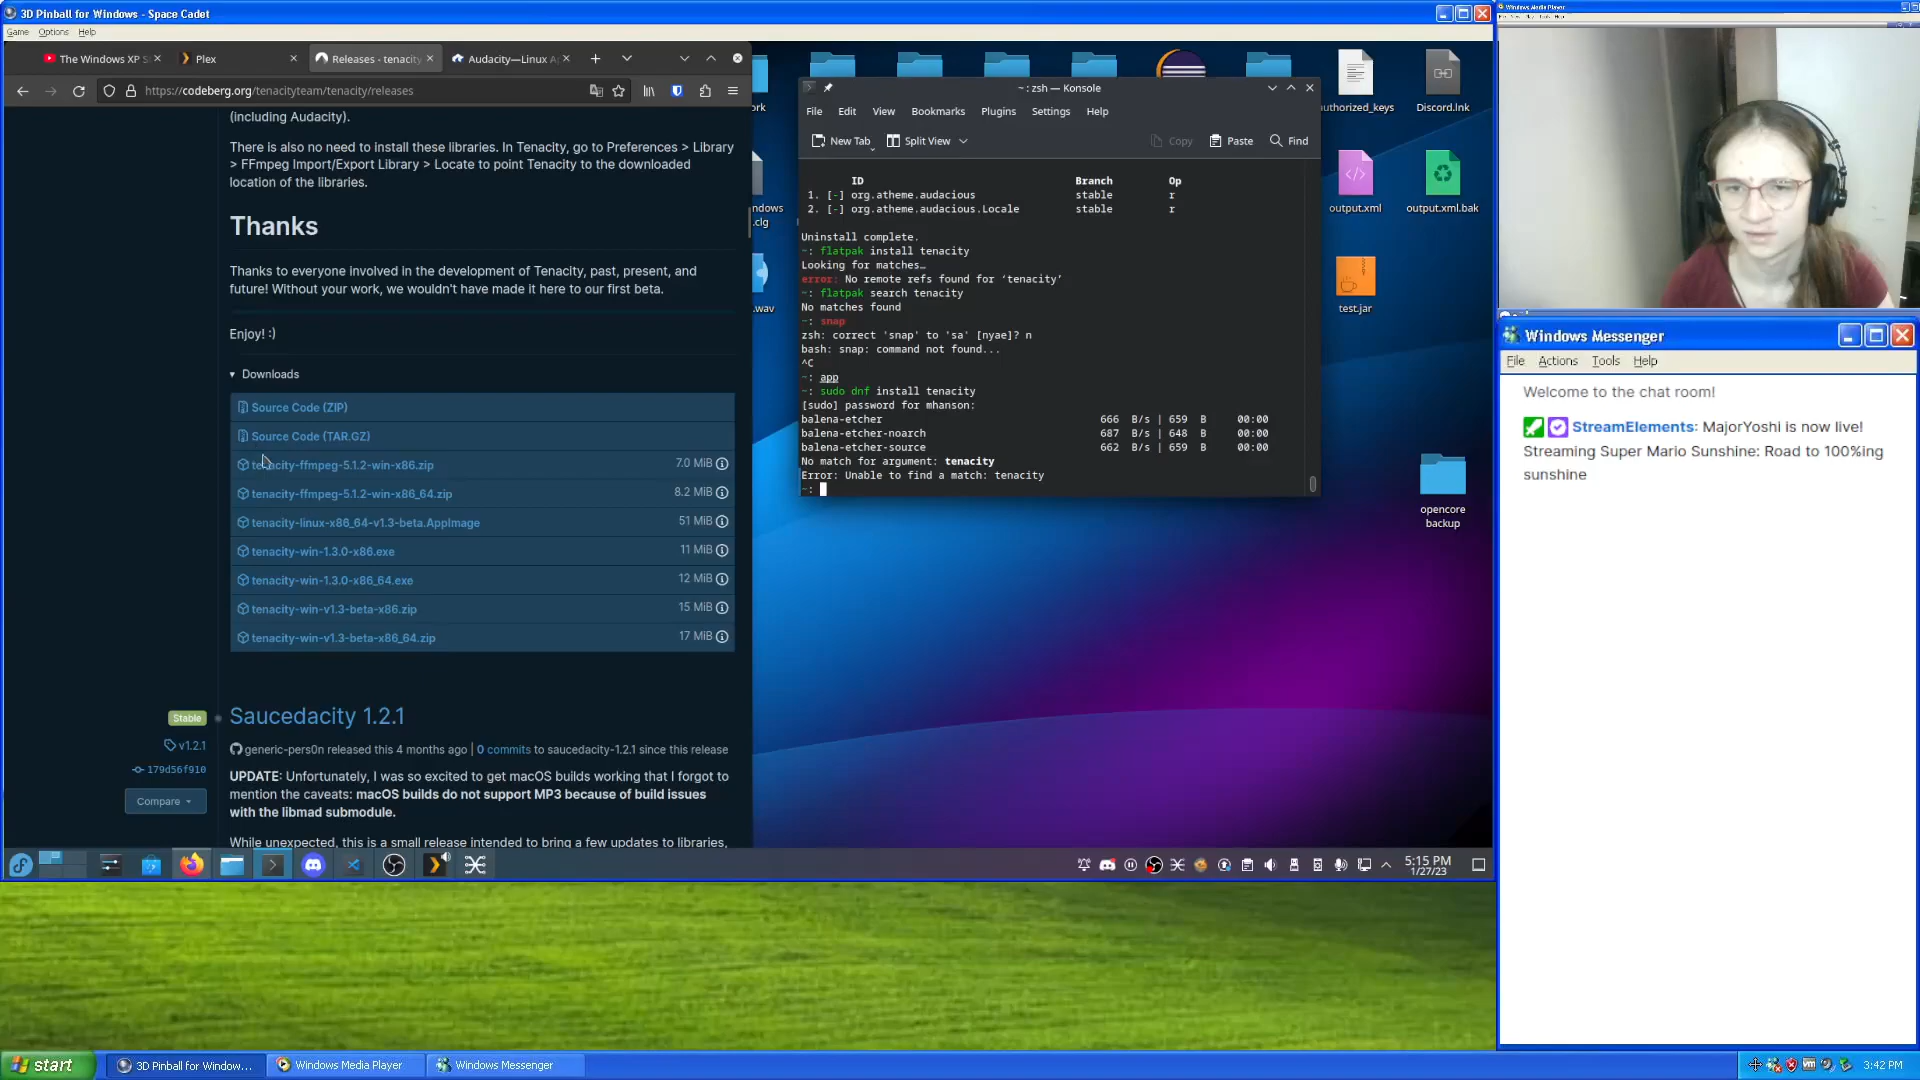 3D Pinball for Windows - Space Cadet
Game Options Help
The Windows XP S
Plex
Releases - tenacity
Audacity—Linux A
https://codeberg.org/tenacityteam/tenacity/releases
(including Audacity).
There is also no need to install these libraries. In Tenacity, go to Preferences > Library
> FFmpeg Import/Export Library > Locate to point Tenacity to the downloaded
location of the libraries.
Thanks
Thanks to everyone involved in the development of Tenacity, past, present, and
future! Without your work, we wouldn't have made it here to our first beta.
Enjoy! :)
Downloads
Source Code (ZIP)
Source Code (TAR.GZ)
tenacity-ffmpeg-5.1.2-win-x86.zip 7.0 MiB
tenacity-ffmpeg-5.1.2-win-x86_64.zip 8.2 MiB
tenacity-linux-x86_64-v1.3-beta.AppImage 51 MiB
tenacity-win-1.3.0-x86.exe 11 MiB
tenacity-win-1.3.0-x86_64.exe 12 MiB
tenacity-win-v1.3-beta-x86.zip 15 MiB
tenacity-win-v1.3-beta-x86_64.zip 17 MiB
Stable
v1.2.1
179d56f910
Compare
Saucedacity 1.2.1
generic-pers0n released this 4 months ago | 0 commits to saucedacity-1.2.1 since this release
UPDATE: Unfortunately, I was so excited to get macOS builds working that I forgot to
mention the caveats: macOS builds do not support MP3 because of build issues
with the libmad submodule.
While unexpected, this is a small release intended to bring a few updates to libraries,
ork
ndows
.clg
.wav
~ : zsh — Konsole
File Edit View Bookmarks Plugins Settings Help
New Tab Split View Copy Paste Find
ID Branch Op
1. [-] org.atheme.audacious stable r
2. [-] org.atheme.audacious.Locale stable r
Uninstall complete.
~: flatpak install tenacity
Looking for matches…
error: No remote refs found for ‘tenacity’
~: flatpak search tenacity
No matches found
~: snap
zsh: correct 'snap' to 'sa' [nyae]? n
bash: snap: command not found...
^C
~: app
~: sudo dnf install tenacity
[sudo] password for mhanson:
balena-etcher 666 B/s | 659 B 00:00
balena-etcher-noarch 687 B/s | 648 B 00:00
balena-etcher-source 662 B/s | 659 B 00:00
No match for argument: tenacity
Error: Unable to find a match: tenacity
~:
uthorized_keys
Discord.lnk
output.xml
output.xml.bak
test.jar
opencore
backup
5:15 PM
1/27/23
Windows Media Player
Windows Messenger
File Actions Tools Help
Welcome to the chat room!
StreamElements: MajorYoshi is now live!
Streaming Super Mario Sunshine: Road to 100%ing
sunshine
start
3D Pinball for Window...
Windows Media Player
Windows Messenger
3:42 PM